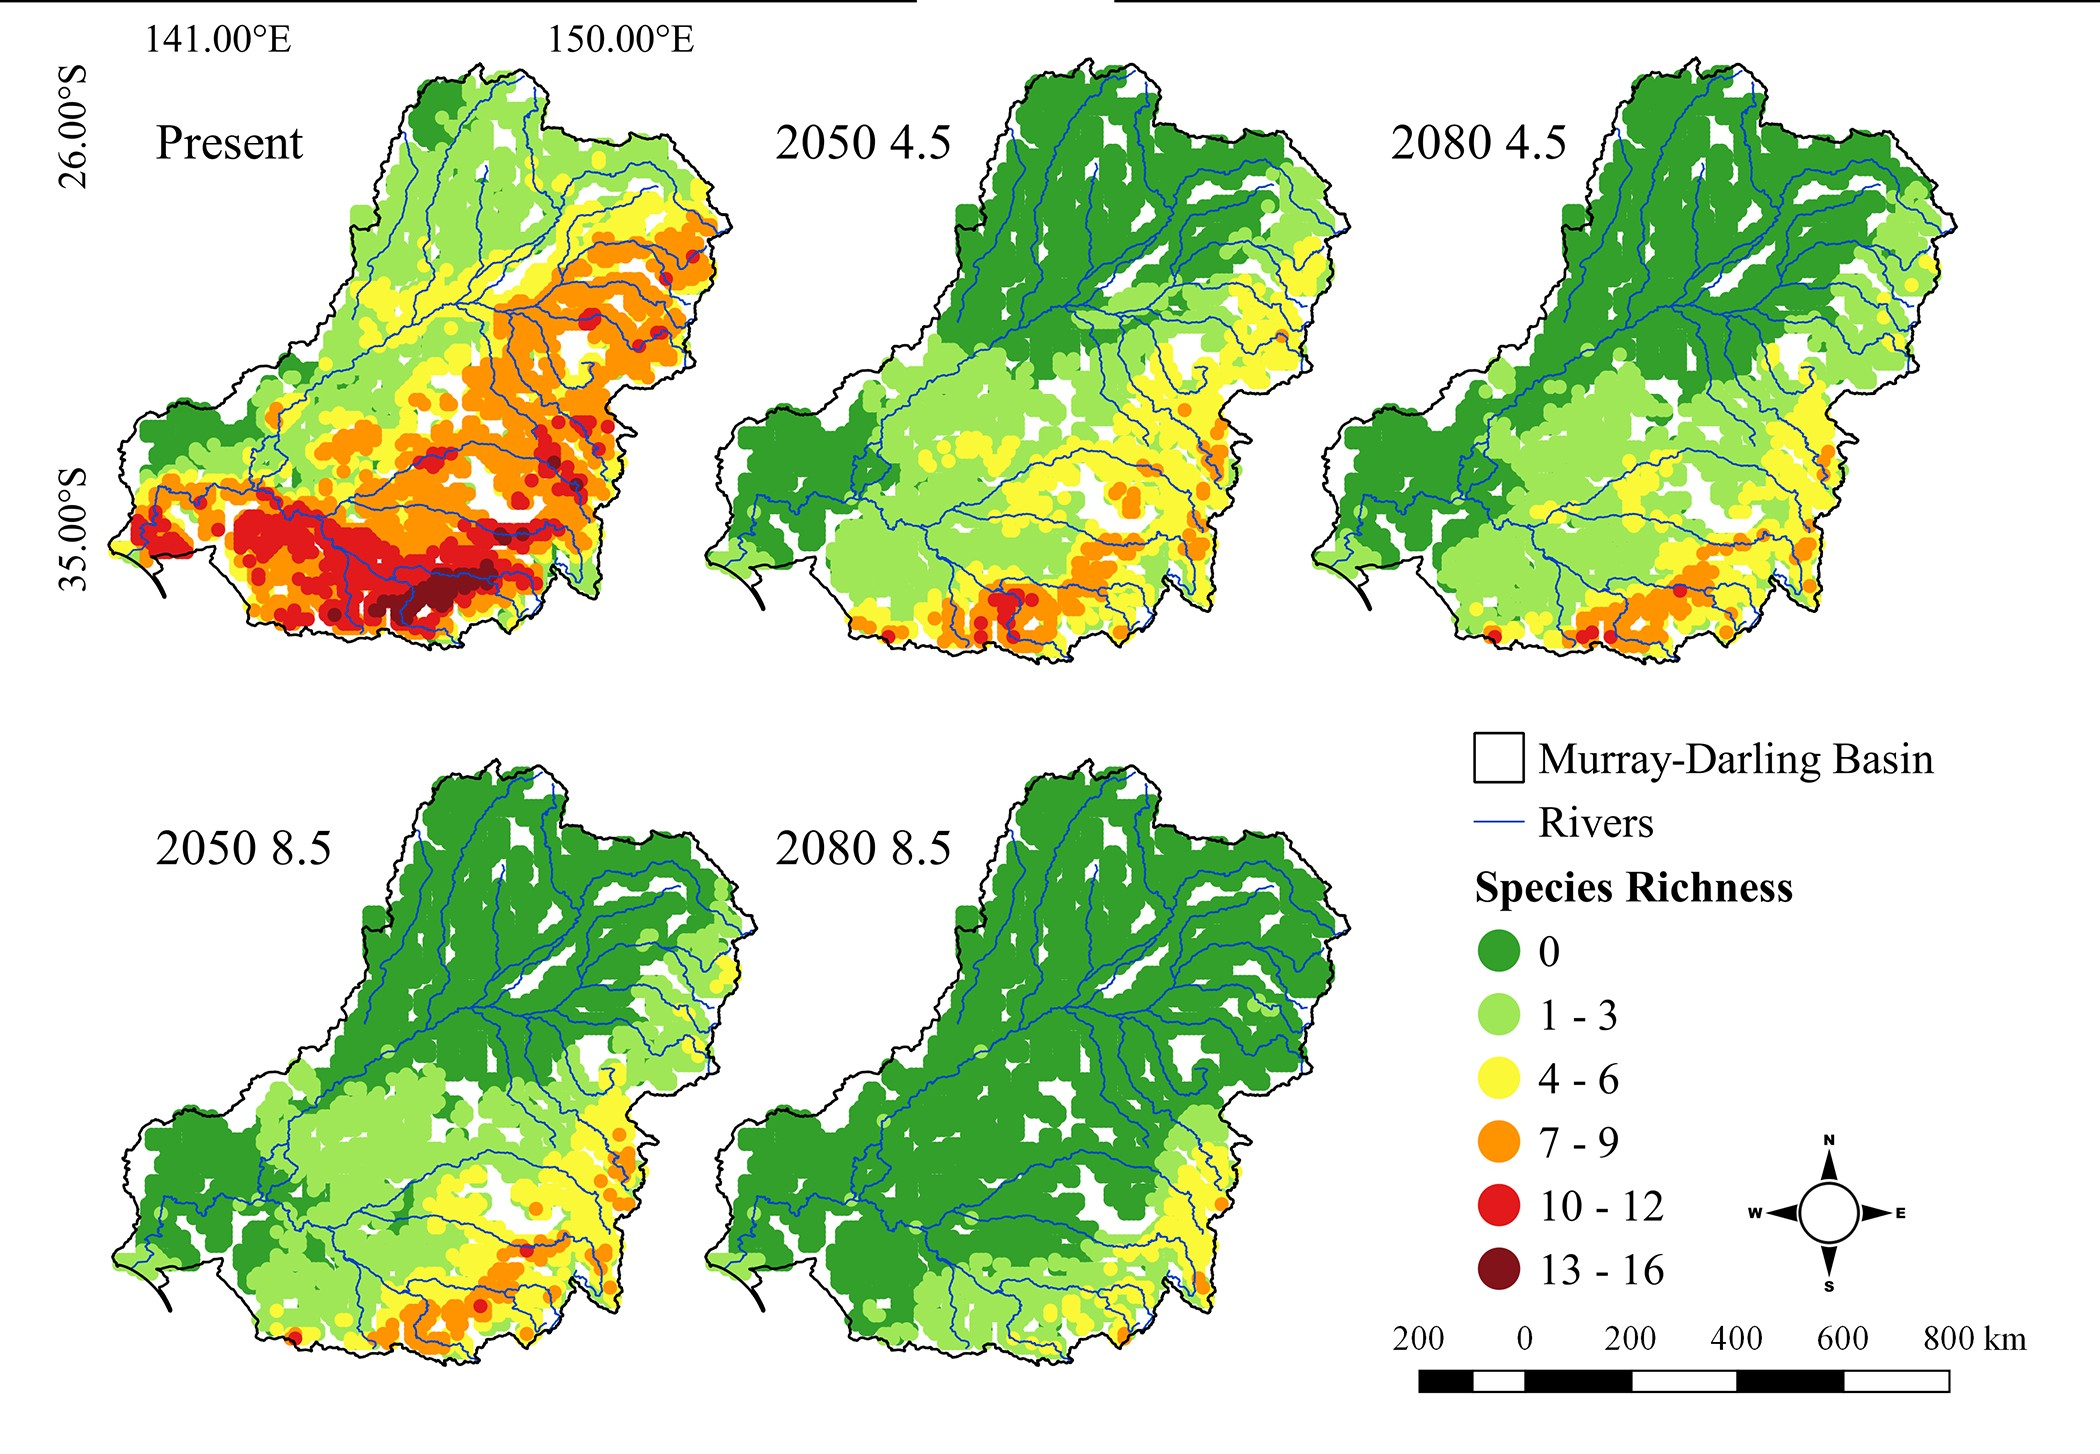 141.00°E 150.00°E
26.00°S
35.00°S
Present
2050 4.5
2080 4.5
2050 8.5
2080 8.5
Murray-Darling Basin
Rivers
Species Richness
0
1 - 3
4 - 6
7 - 9
10 - 12
13 - 16
N
W E
S
200 0 200 400 600 800 km